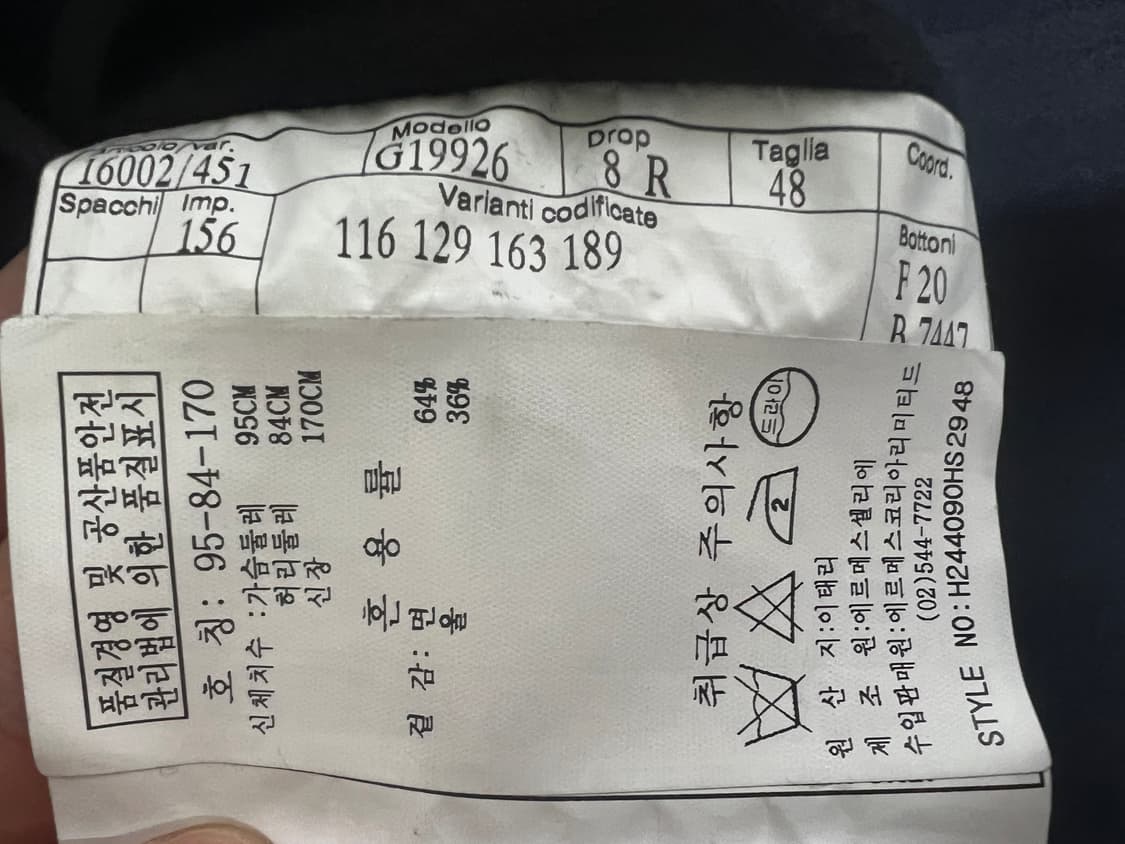 Articolo/var. Modello Drop Taglia Coord.
16002/451 G19926 8 R 48
Spacchi Imp. Varianti codificate Bottoni
156 116 129 163 189 F 20
R 7447
품질경영 및 공산품안전
관리법에 의한 품질표시
호 칭: 95-84-170
신체치수 :가슴둘레 95CM
허리둘레 84CM
신장 170CM
혼 용 률
겉 감: 면 64%
울 36%
취급상 주의사항
2 드라이
원 산 지:이태리
제 조 원:에르메스셀리에
수입판매원:에르메스코리아리미티드
(02)544-7722
STYLE NO:H244090HS2948